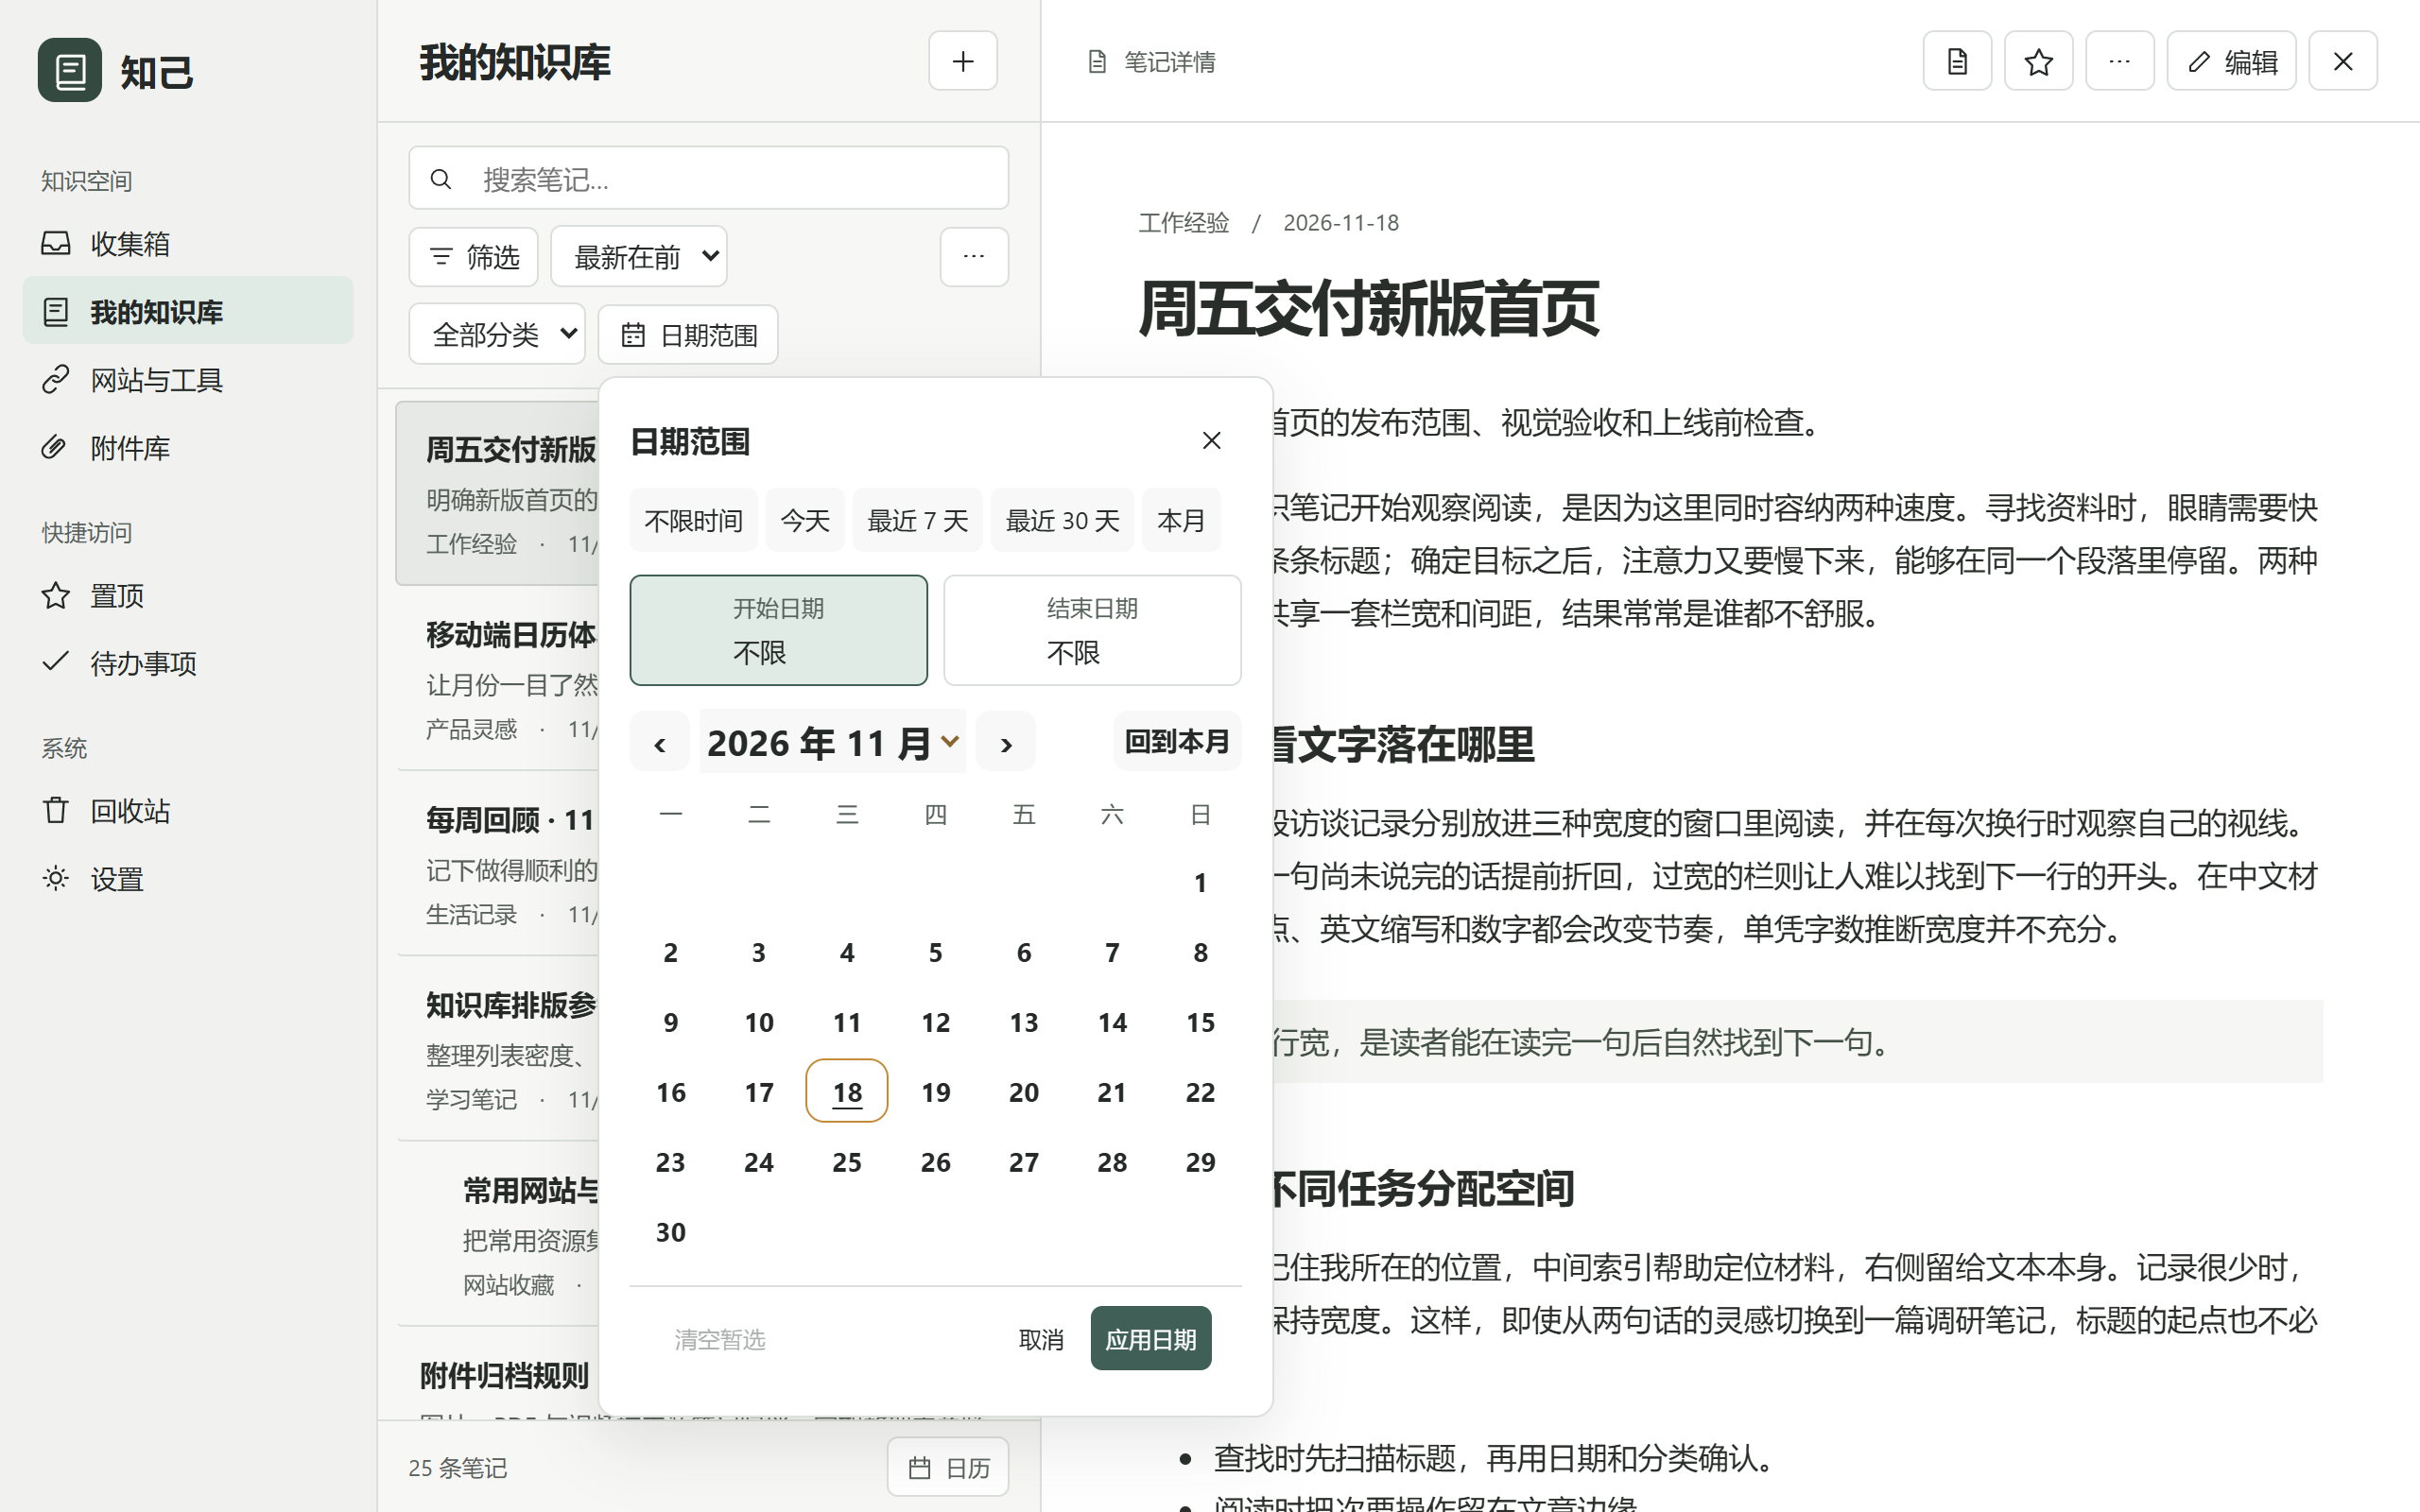 知己
知识空间
收集箱
我的知识库
网站与工具
附件库
快捷访问
置顶
待办事项
系统
回收站
设置
我的知识库
搜索笔记...
筛选
最新在前
...
全部分类
日期范围
周五交付新版
明确新版首页的
工作经验 · 11/
移动端日历体
让月份一目了然
产品灵感 · 11/
每周回顾 · 11
记下做得顺利的
生活记录 · 11/
知识库排版参
整理列表密度、
学习笔记 · 11/
常用网站与
把常用资源
网站收藏 ·
附件归档规则
25 条笔记
日历
日期范围
不限时间 今天 最近 7 天 最近 30 天 本月
开始日期 结束日期
不限 不限
‹ 2026 年 11 月 › 回到本月
一 二 三 四 五 六 日
1
2 3 4 5 6 7 8
9 10 11 12 13 14 15
16 17 18 19 20 21 22
23 24 25 26 27 28 29
30
清空暂选 取消 应用日期
笔记详情
... 编辑
工作经验 / 2026-11-18
周五交付新版首页
首页的发布范围、视觉验收和上线前检查。
笔记开始观察阅读，是因为这里同时容纳两种速度。寻找资料时，眼睛需要快
条标题；确定目标之后，注意力又要慢下来，能够在同一个段落里停留。两种
共享一套栏宽和间距，结果常常是谁都不舒服。
看文字落在哪里
访谈记录分别放进三种宽度的窗口里阅读，并在每次换行时观察自己的视线。
一句尚未说完的话提前折回，过宽的栏则让人难以找到下一行的开头。在中文材
点、英文缩写和数字都会改变节奏，单凭字数推断宽度并不充分。
行宽，是读者能在读完一句后自然找到下一句。
不同任务分配空间
记住我所在的位置，中间索引帮助定位材料，右侧留给文本本身。记录很少时，
保持宽度。这样，即使从两句话的灵感切换到一篇调研笔记，标题的起点也不必
查找时先扫描标题，再用日期和分类确认。
阅读时把次要操作留在文章边缘